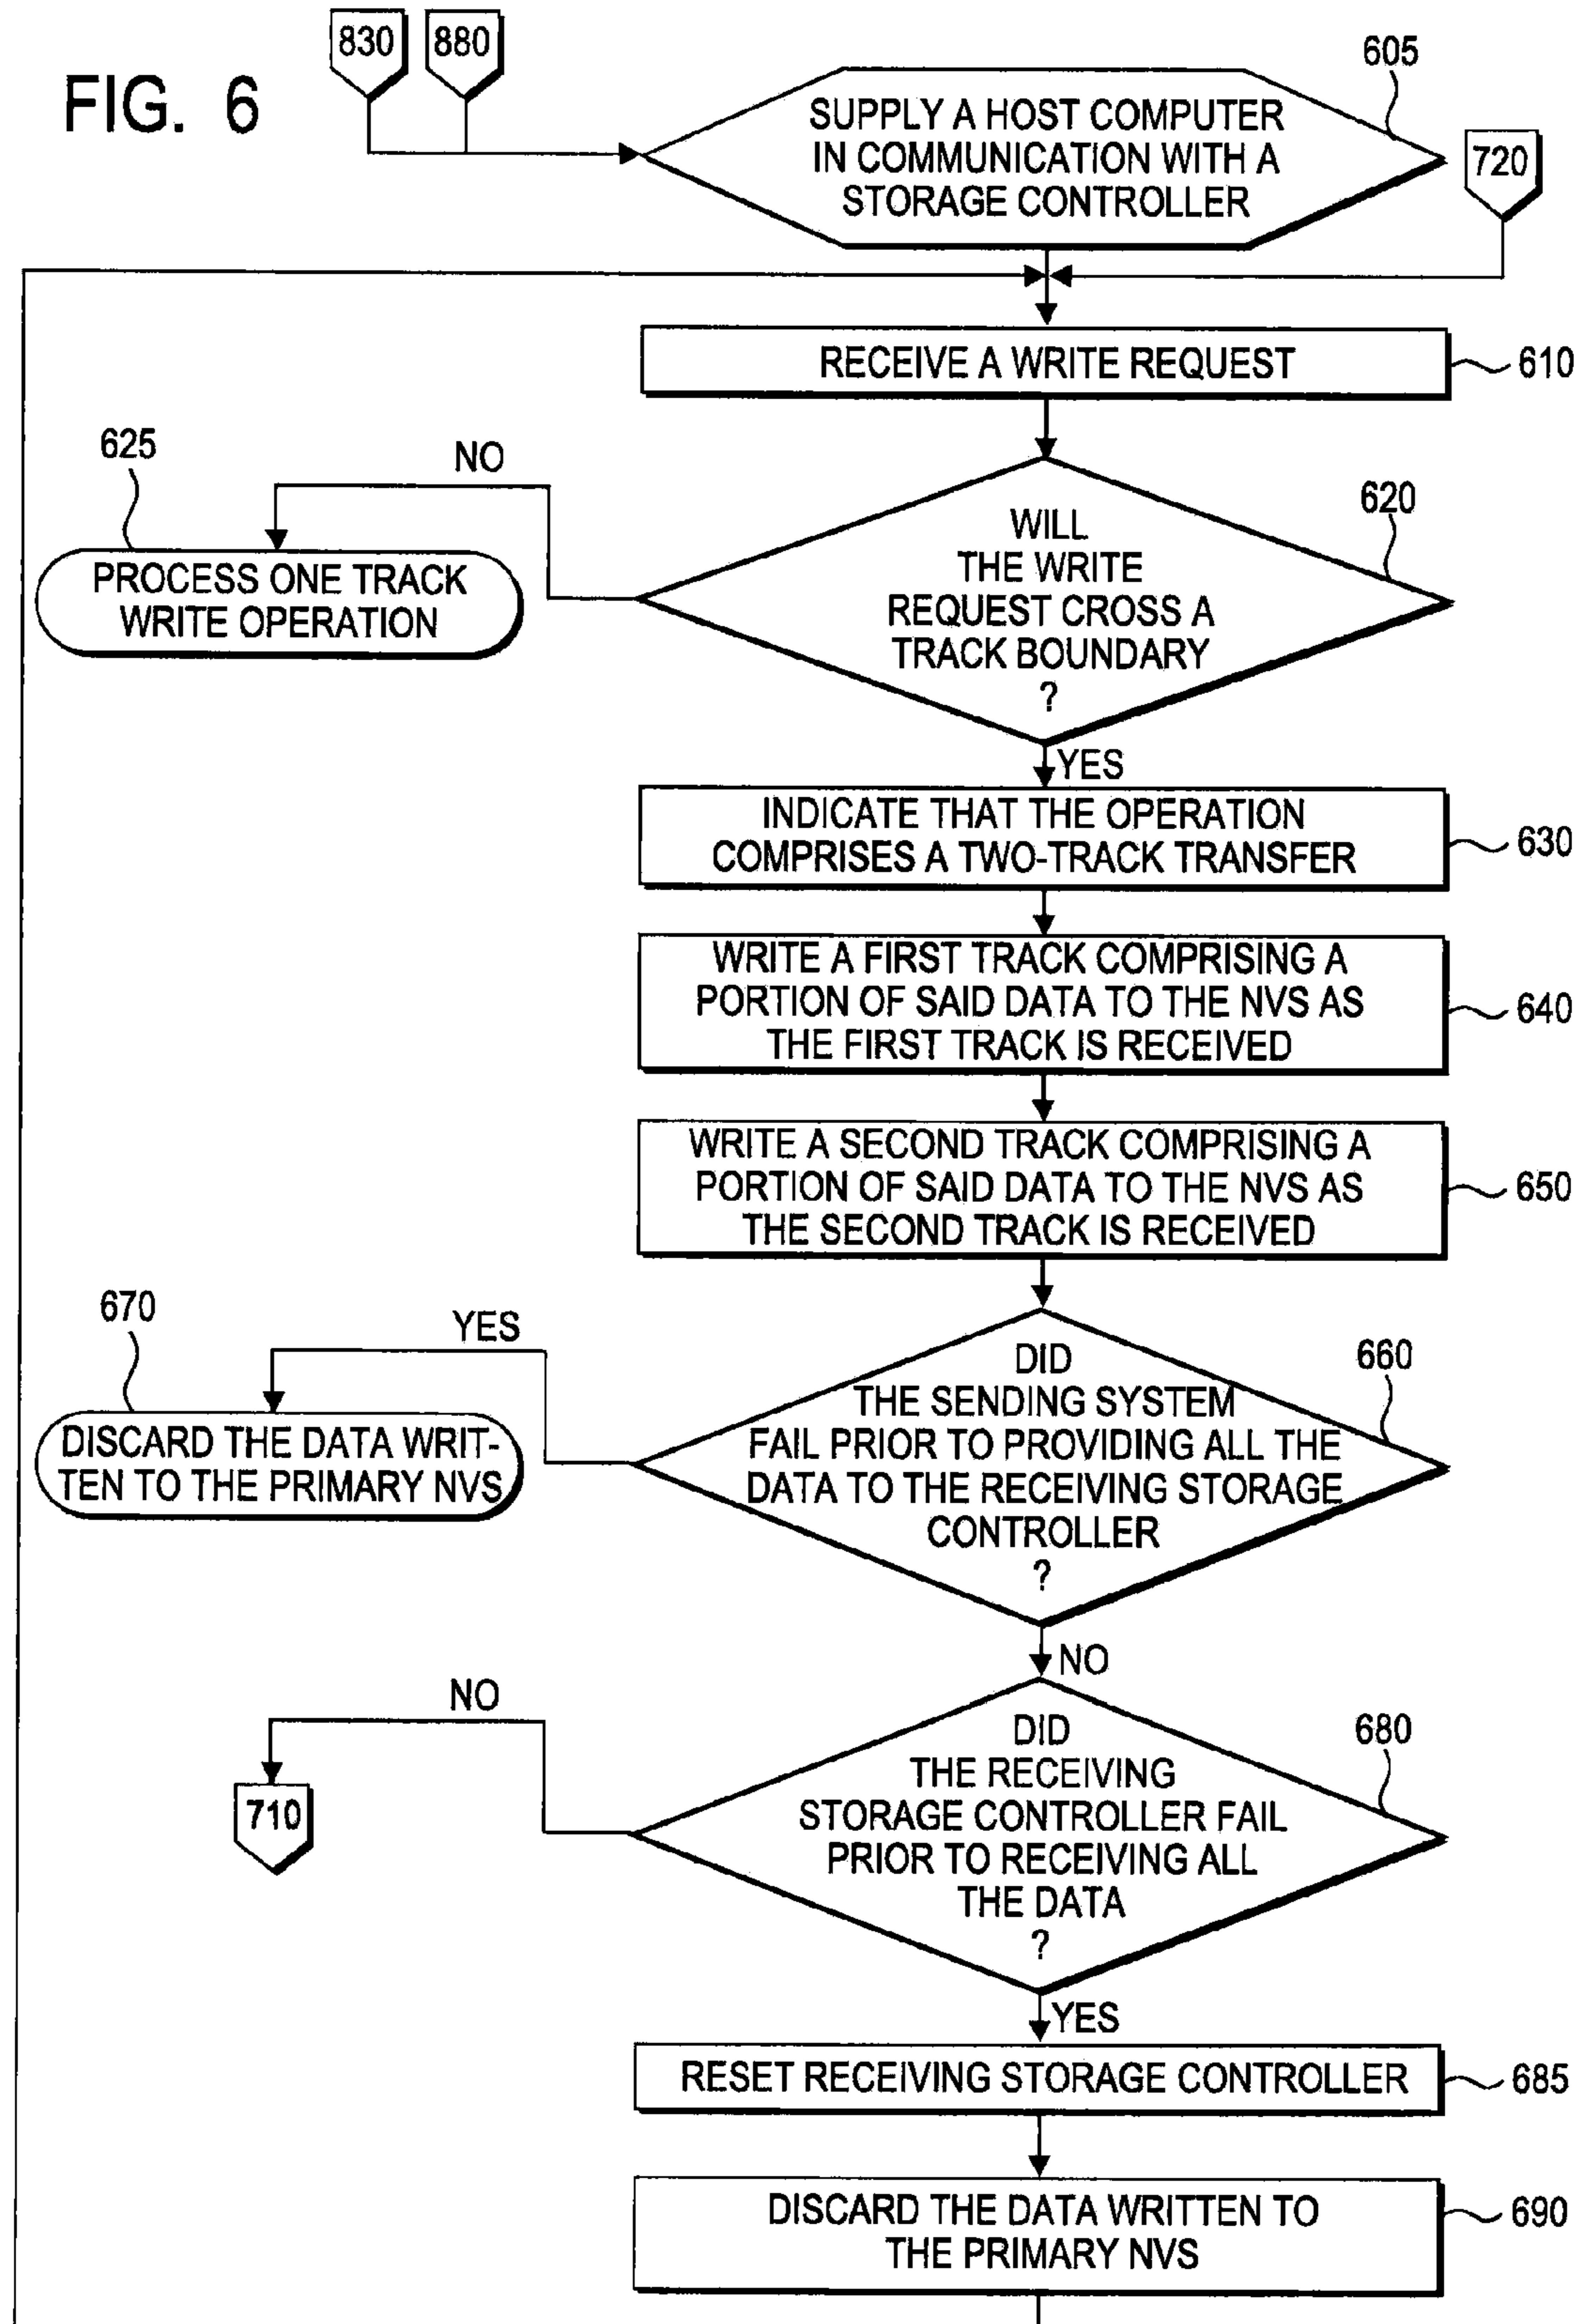 FIG. 6
830
880
605
SUPPLY A HOST COMPUTER
IN COMMUNICATION WITH A
STORAGE CONTROLLER
720
RECEIVE A WRITE REQUEST
610
625
NO
PROCESS ONE TRACK
WRITE OPERATION
620
WILL
THE WRITE
REQUEST CROSS A
TRACK BOUNDARY
?
YES
INDICATE THAT THE OPERATION
COMPRISES A TWO-TRACK TRANSFER
630
WRITE A FIRST TRACK COMPRISING A
PORTION OF SAID DATA TO THE NVS AS
THE FIRST TRACK IS RECEIVED
640
WRITE A SECOND TRACK COMPRISING A
PORTION OF SAID DATA TO THE NVS AS
THE SECOND TRACK IS RECEIVED
650
670
YES
DISCARD THE DATA WRIT-
TEN TO THE PRIMARY NVS
660
DID
THE SENDING SYSTEM
FAIL PRIOR TO PROVIDING ALL THE
DATA TO THE RECEIVING STORAGE
CONTROLLER
?
NO
NO
710
680
DID
THE RECEIVING
STORAGE CONTROLLER FAIL
PRIOR TO RECEIVING ALL
THE DATA
?
YES
RESET RECEIVING STORAGE CONTROLLER
685
DISCARD THE DATA WRITTEN TO
THE PRIMARY NVS
690